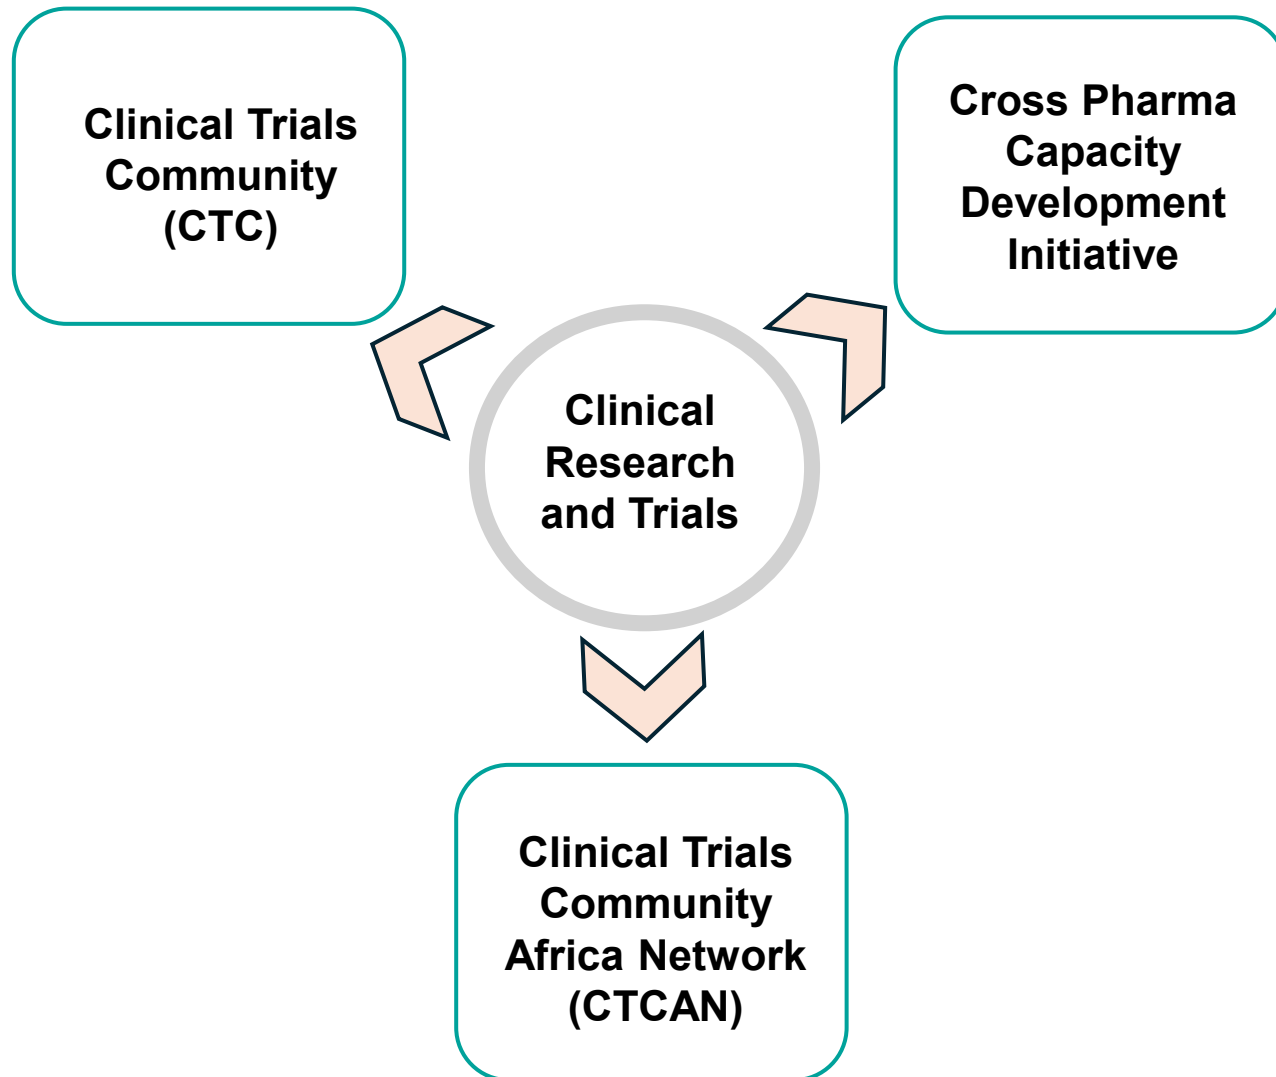 Clinical Trials
Community
(CTC)
Cross Pharma
Capacity
Development
Initiative
Clinical
Research
and Trials
Clinical Trials
Community
Africa Network
(CTCAN)